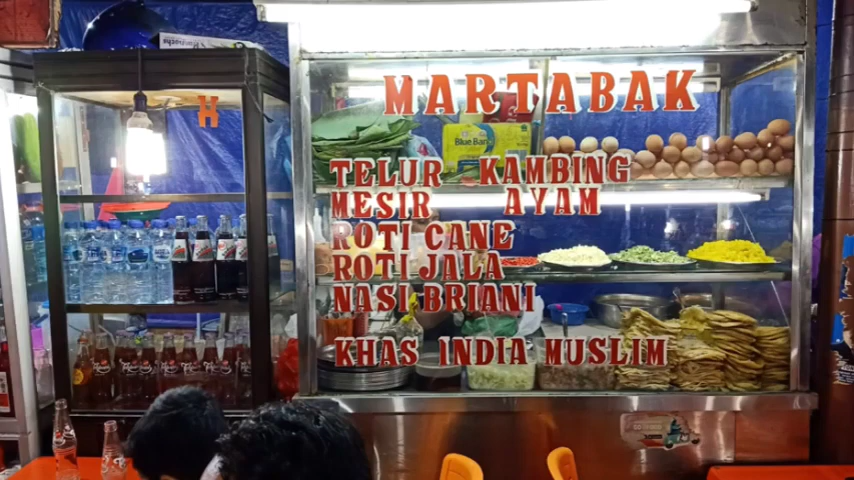 MARTABAK
Blue Band
TELUR KAMBING
MESIR AYAM
ROTI CANE
ROTI JALA
NASI BRIANI
KHAS INDIA MUSLIM